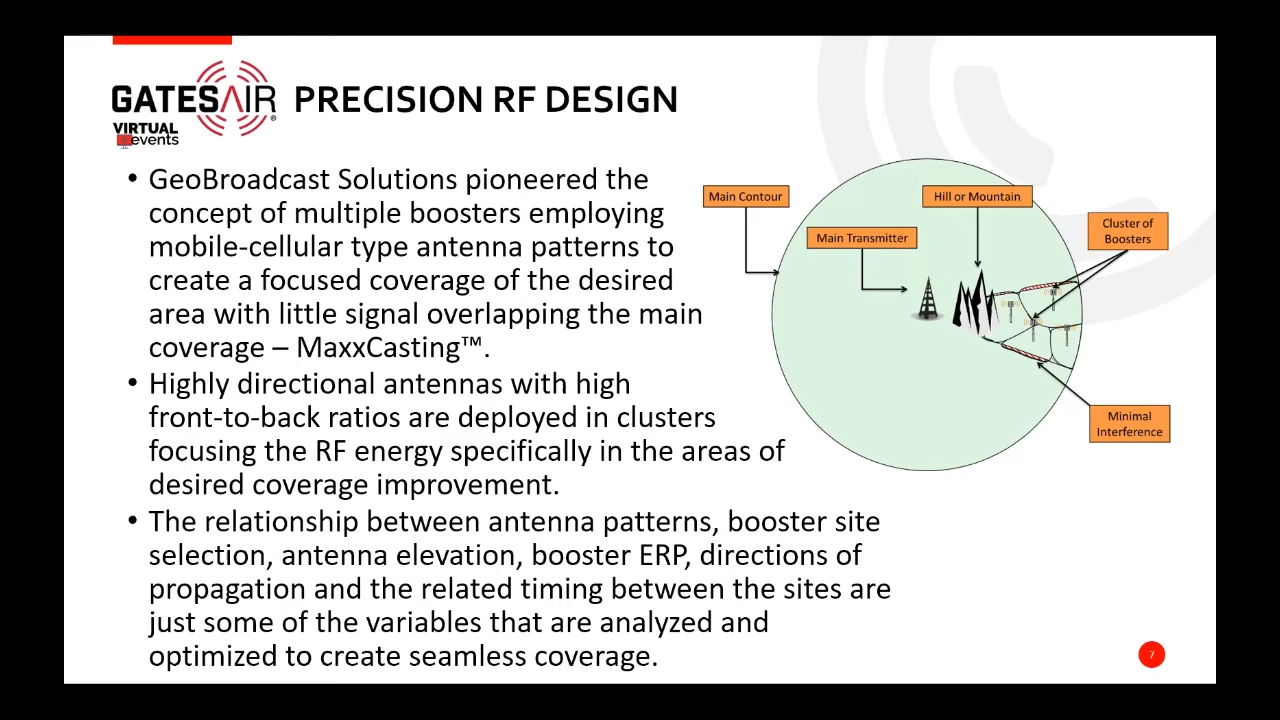 GATESAIR®
VIRTUAL
events
PRECISION RF DESIGN
• GeoBroadcast Solutions pioneered the
concept of multiple boosters employing
mobile-cellular type antenna patterns to
create a focused coverage of the desired
area with little signal overlapping the main
coverage – MaxxCasting™.
• Highly directional antennas with high
front-to-back ratios are deployed in clusters
focusing the RF energy specifically in the areas of
desired coverage improvement.
• The relationship between antenna patterns, booster site
selection, antenna elevation, booster ERP, directions of
propagation and the related timing between the sites are
just some of the variables that are analyzed and
optimized to create seamless coverage.
Main Contour
Hill or Mountain
Main Transmitter
Cluster of
Boosters
Minimal
Interference
7